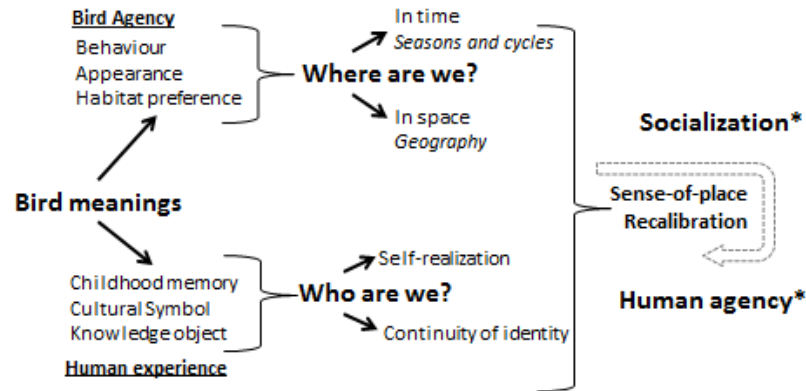 Bird Agency
Behaviour
Appearance
Habitat preference
Where are we?
In time
Seasons and cycles
In space
Geography
Bird meanings
Childhood memory
Cultural Symbol
Knowledge object
Human experience
Who are we?
Self-realization
Continuity of identity
Socialization*
Sense-of-place
Recalibration
Human agency*